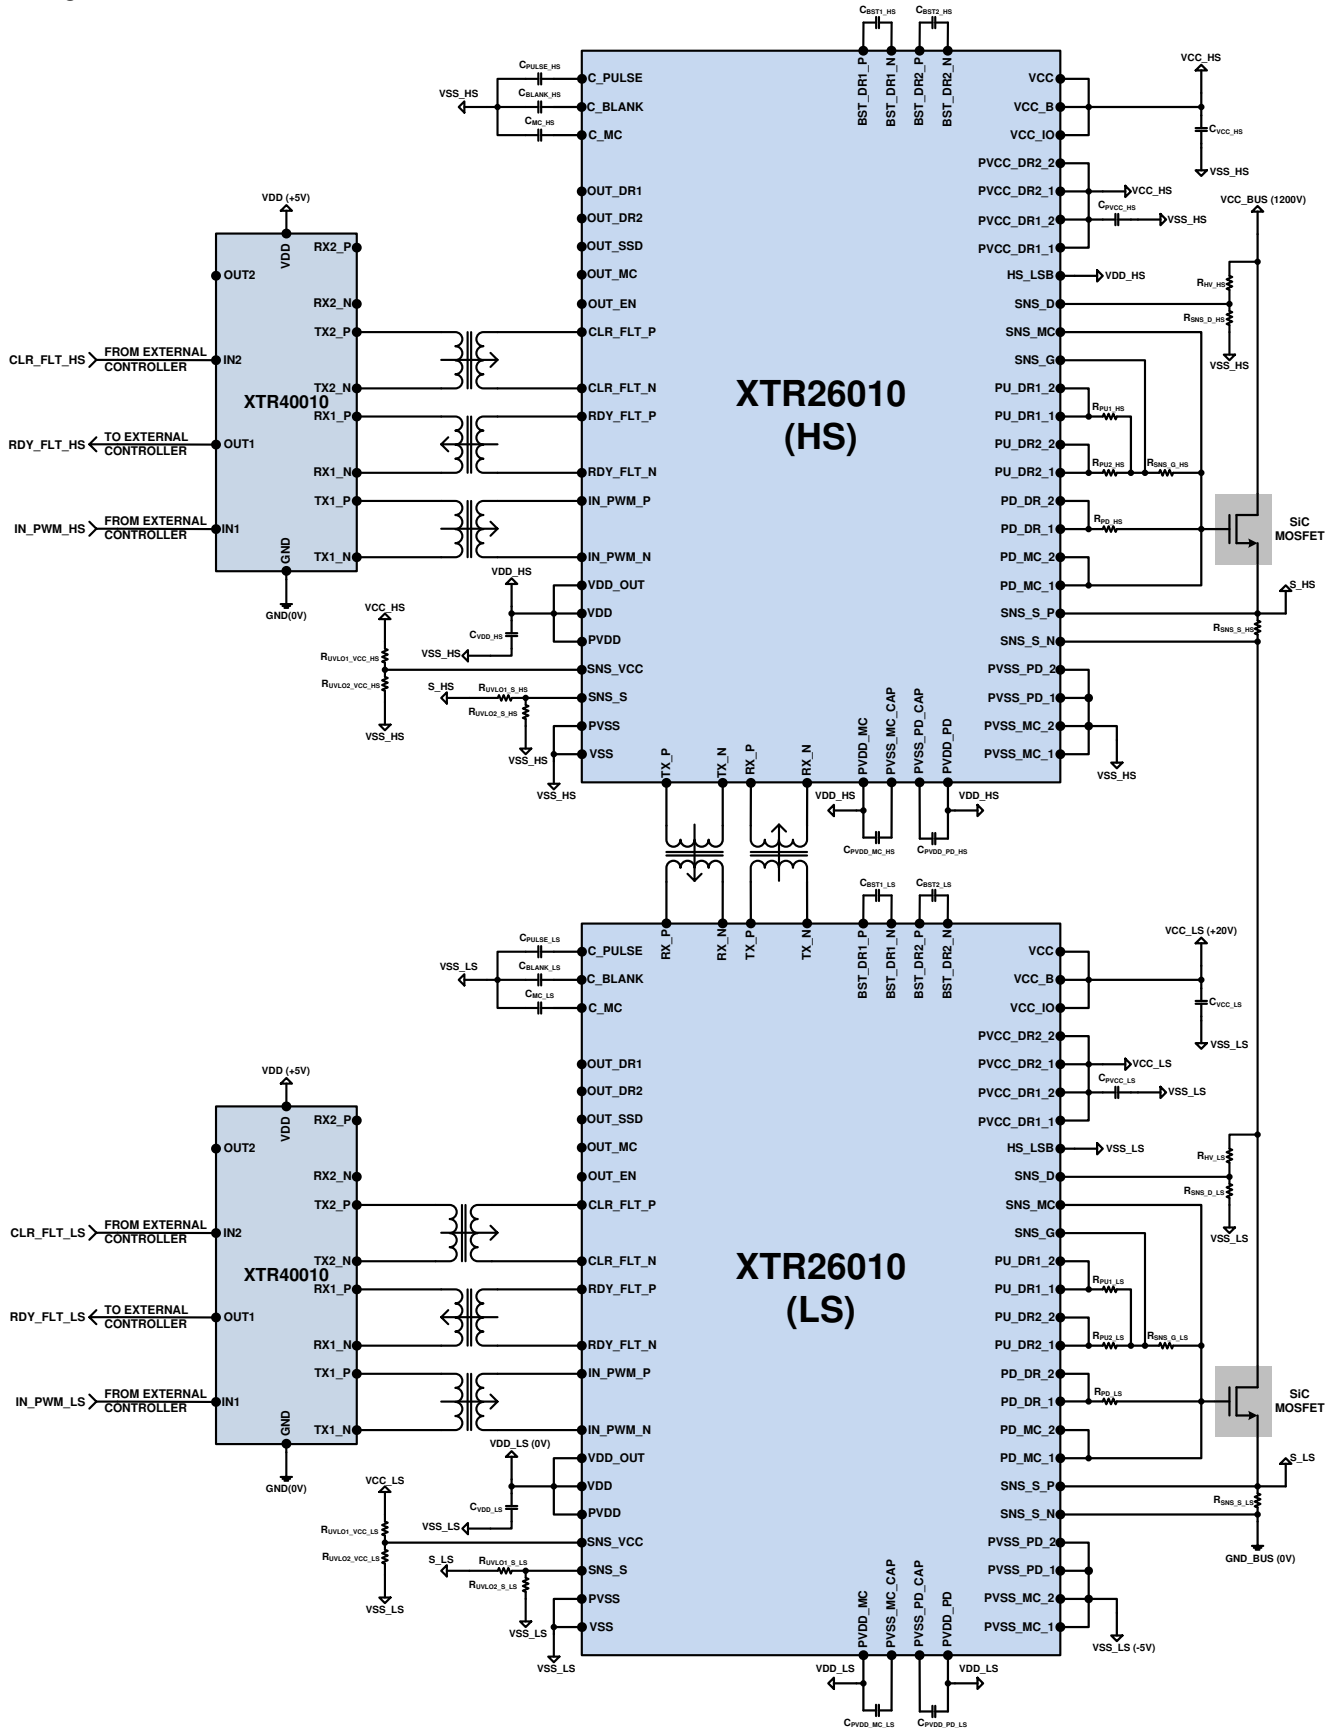 CBST1_HS
CBST2_HS
BST_DR1_P
BST_DR1_N
BST_DR2_P
BST_DR2_N
CPULSE_HS
CBLANK_HS
CMC_HS
VSS_HS
C_PULSE
C_BLANK
C_MC
OUT_DR1
OUT_DR2
OUT_SSD
OUT_MC
OUT_EN
CLR_FLT_P
CLR_FLT_N
RDY_FLT_P
RDY_FLT_N
IN_PWM_P
IN_PWM_N
VDD_OUT
VDD
PVDD
SNS_VCC
SNS_S
PVSS
VSS
XTR26010
(HS)
VCC
VCC_B
VCC_IO
PVCC_DR2_2
PVCC_DR2_1
PVCC_DR1_2
PVCC_DR1_1
HS_LSB
SNS_D
SNS_MC
SNS_G
PU_DR1_2
PU_DR1_1
PU_DR2_2
PU_DR2_1
PD_DR_2
PD_DR_1
PD_MC_2
PD_MC_1
SNS_S_P
SNS_S_N
PVSS_PD_2
PVSS_PD_1
PVSS_MC_2
PVSS_MC_1
VCC_HS
CVCC_HS
VSS_HS
VCC_HS
CPVCC_HS
VSS_HS
VDD_HS
VCC_BUS (1200V)
RHV_HS
RSNS_D_HS
VSS_HS
RPU1_HS
RPU2_HS
RSNS_G_HS
RPD_HS
SiC
MOSFET
S_HS
RSNS_S_HS
VSS_HS
VDD (+5V)
VDD
RX2_P
OUT2
RX2_N
TX2_P
IN2
TX2_N
XTR40010
RX1_P
OUT1
RX1_N
TX1_P
IN1
GND
TX1_N
GND(0V)
CLR_FLT_HS
FROM EXTERNAL
CONTROLLER
RDY_FLT_HS
TO EXTERNAL
CONTROLLER
IN_PWM_HS
FROM EXTERNAL
CONTROLLER
VDD_HS
CVDD_HS
VSS_HS
VCC_HS
RUVLO1_VCC_HS
RUVLO2_VCC_HS
VSS_HS
S_HS
RUVLO1_S_HS
RUVLO2_S_HS
VSS_HS
VSS_HS
TX_P
TX_N
RX_P
RX_N
PVDD_MC
PVSS_MC_CAP
PVSS_PD_CAP
PVDD_PD
VDD_HS
VDD_HS
CPVDD_MC_HS
CPVDD_PD_HS
CBST1_LS
CBST2_LS
RX_P
RX_N
TX_P
TX_N
BST_DR1_P
BST_DR1_N
BST_DR2_P
BST_DR2_N
CPULSE_LS
CBLANK_LS
CMC_LS
VSS_LS
C_PULSE
C_BLANK
C_MC
OUT_DR1
OUT_DR2
OUT_SSD
OUT_MC
OUT_EN
CLR_FLT_P
CLR_FLT_N
RDY_FLT_P
RDY_FLT_N
IN_PWM_P
IN_PWM_N
VDD_OUT
VDD
PVDD
SNS_VCC
SNS_S
PVSS
VSS
XTR26010
(LS)
VCC
VCC_B
VCC_IO
PVCC_DR2_2
PVCC_DR2_1
PVCC_DR1_2
PVCC_DR1_1
HS_LSB
SNS_D
SNS_MC
SNS_G
PU_DR1_2
PU_DR1_1
PU_DR2_2
PU_DR2_1
PD_DR_2
PD_DR_1
PD_MC_2
PD_MC_1
SNS_S_P
SNS_S_N
PVSS_PD_2
PVSS_PD_1
PVSS_MC_2
PVSS_MC_1
VCC_LS (+20V)
CVCC_LS
VSS_LS
VCC_LS
CPVCC_LS
VSS_LS
VSS_LS
RHV_LS
RSNS_D_LS
VSS_LS
RPU1_LS
RPU2_LS
RSNS_G_LS
RPD_LS
SiC
MOSFET
S_LS
RSNS_S_LS
GND_BUS (0V)
VSS_LS (-5V)
VDD (+5V)
VDD
RX2_P
OUT2
RX2_N
TX2_P
IN2
TX2_N
XTR40010
RX1_P
OUT1
RX1_N
TX1_P
IN1
GND
TX1_N
GND(0V)
CLR_FLT_LS
FROM EXTERNAL
CONTROLLER
RDY_FLT_LS
TO EXTERNAL
CONTROLLER
IN_PWM_LS
FROM EXTERNAL
CONTROLLER
VDD_LS (0V)
CVDD_LS
VSS_LS
VCC_LS
RUVLO1_VCC_LS
RUVLO2_VCC_LS
VSS_LS
S_LS
RUVLO1_S_LS
RUVLO2_S_LS
VSS_LS
VSS_LS
PVDD_MC
PVSS_MC_CAP
PVSS_PD_CAP
PVDD_PD
VDD_LS
VDD_LS
CPVDD_MC_LS
CPVDD_PD_LS